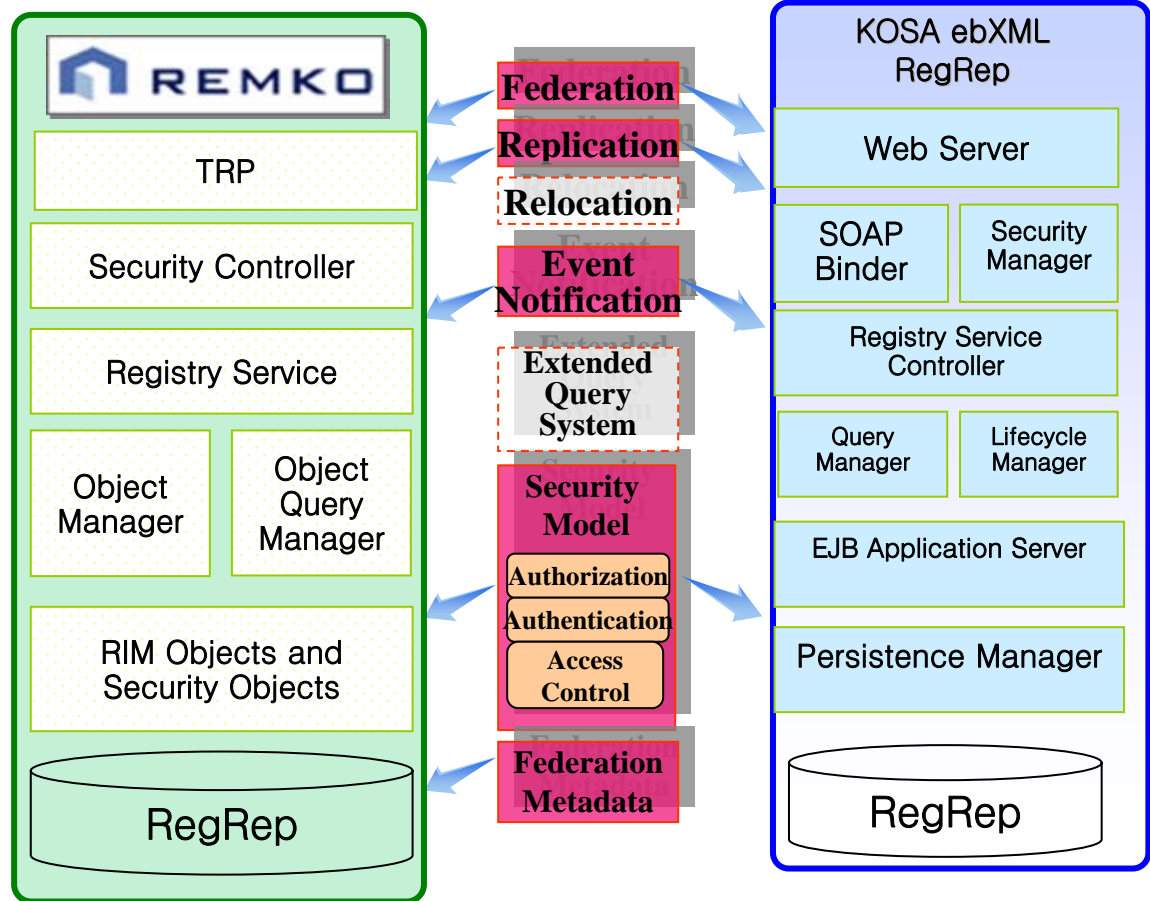 REMKO
TRP
Security Controller
Registry Service
Object
Manager
Object
Query
Manager
RIM Objects and
Security Objects
RegRep
Federation
Replication
Relocation
Event
Notification
Extended
Query
System
Security
Model
Authorization
Authentication
Access
Control
Federation
Metadata
KOSA ebXML
RegRep
Web Server
SOAP
Binder
Security
Manager
Registry Service
Controller
Query
Manager
Lifecycle
Manager
EJB Application Server
Persistence Manager
RegRep